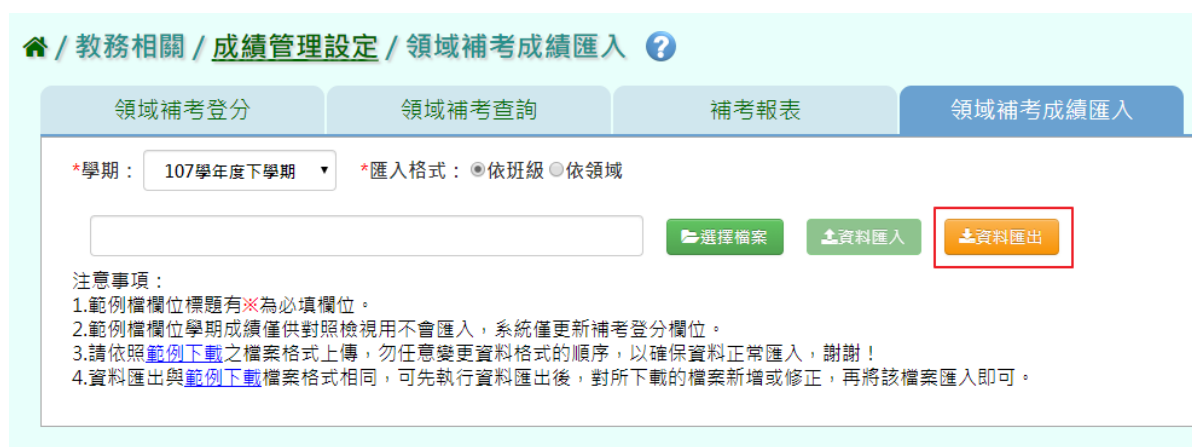 / 教務相關 / 成績管理設定 / 領域補考成績匯入 ?
領域補考登分 領域補考查詢 補考報表 領域補考成績匯入
*學期： 107學年度下學期 *匯入格式：依班級 依領域
選擇檔案 資料匯入 資料匯出
注意事項：
1.範例檔欄位標題有※為必填欄位。
2.範例檔欄位學期成績僅供對照檢視用不會匯入，系統僅更新補考登分欄位。
3.請依照範例下載之檔案格式上傳，勿任意變更資料格式的順序，以確保資料正常匯入，謝謝！
4.資料匯出與範例下載檔案格式相同，可先執行資料匯出後，對所下載的檔案新增或修正，再將該檔案匯入即可。